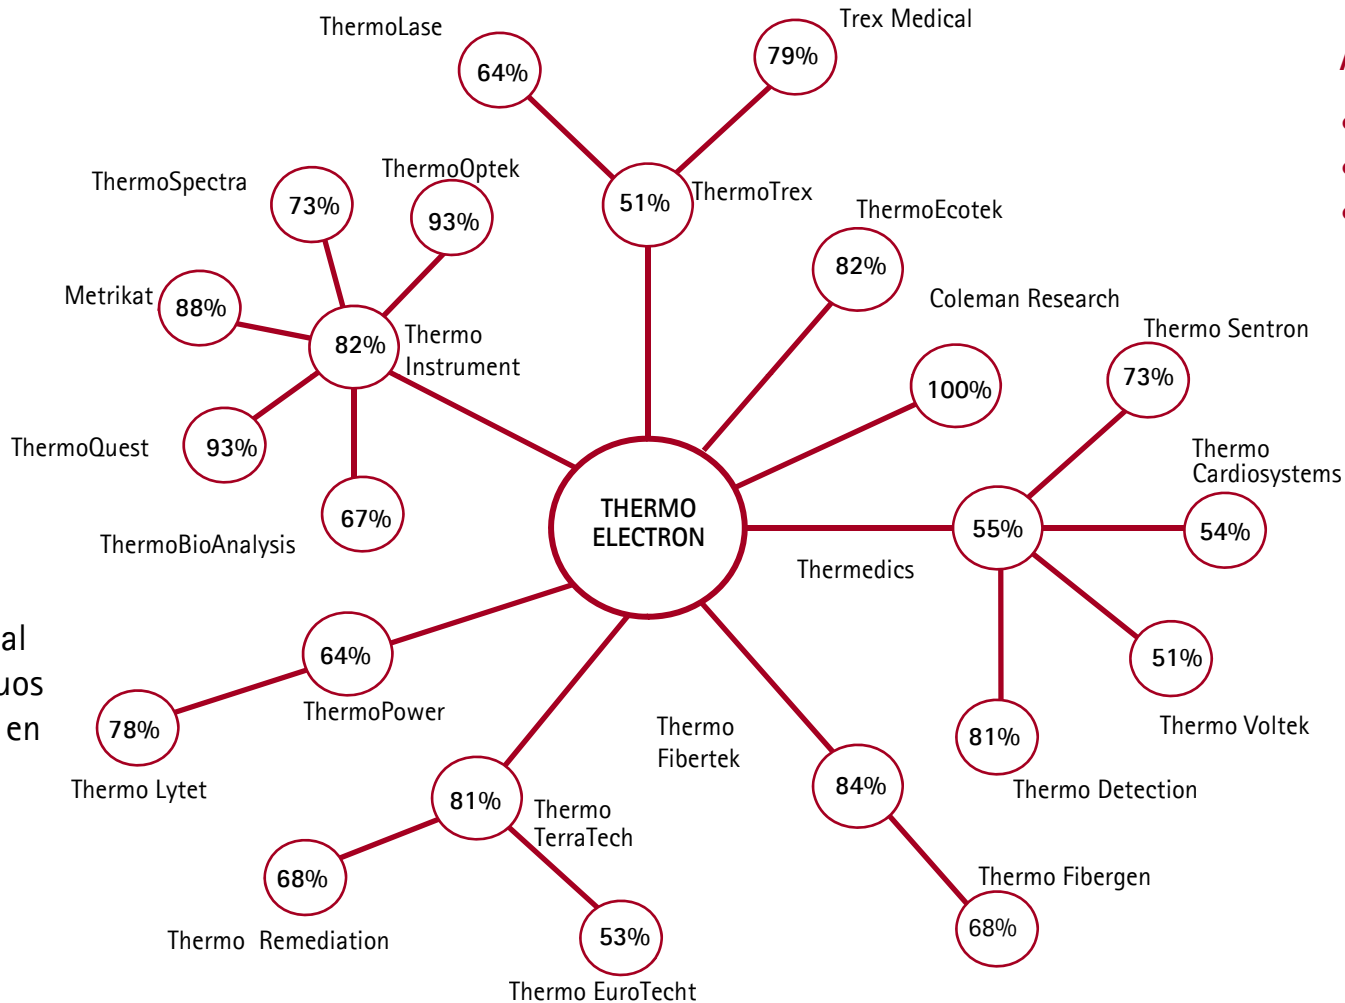 ThermoLase
Trex Medical
64%
79%
ThermoSpectra
ThermoOptek
73%
93%
51%
ThermoTrex
ThermoEcotek
82%
Metrikat
88%
82%
Thermo
Instrument
Coleman Research
100%
Thermo Sentron
73%
ThermoQuest
93%
67%
ThermoBioAnalysis
THERMO
ELECTRON
55%
Thermedics
Thermo
Cardiosystems
54%
51%
Thermo Voltek
81%
Thermo Detection
al
uos
en
64%
ThermoPower
78%
Thermo Lytet
Thermo
Fibertek
84%
81%
Thermo
TerraTech
68%
Thermo Remediation
53%
Thermo EuroTecht
Thermo Fibergen
68%